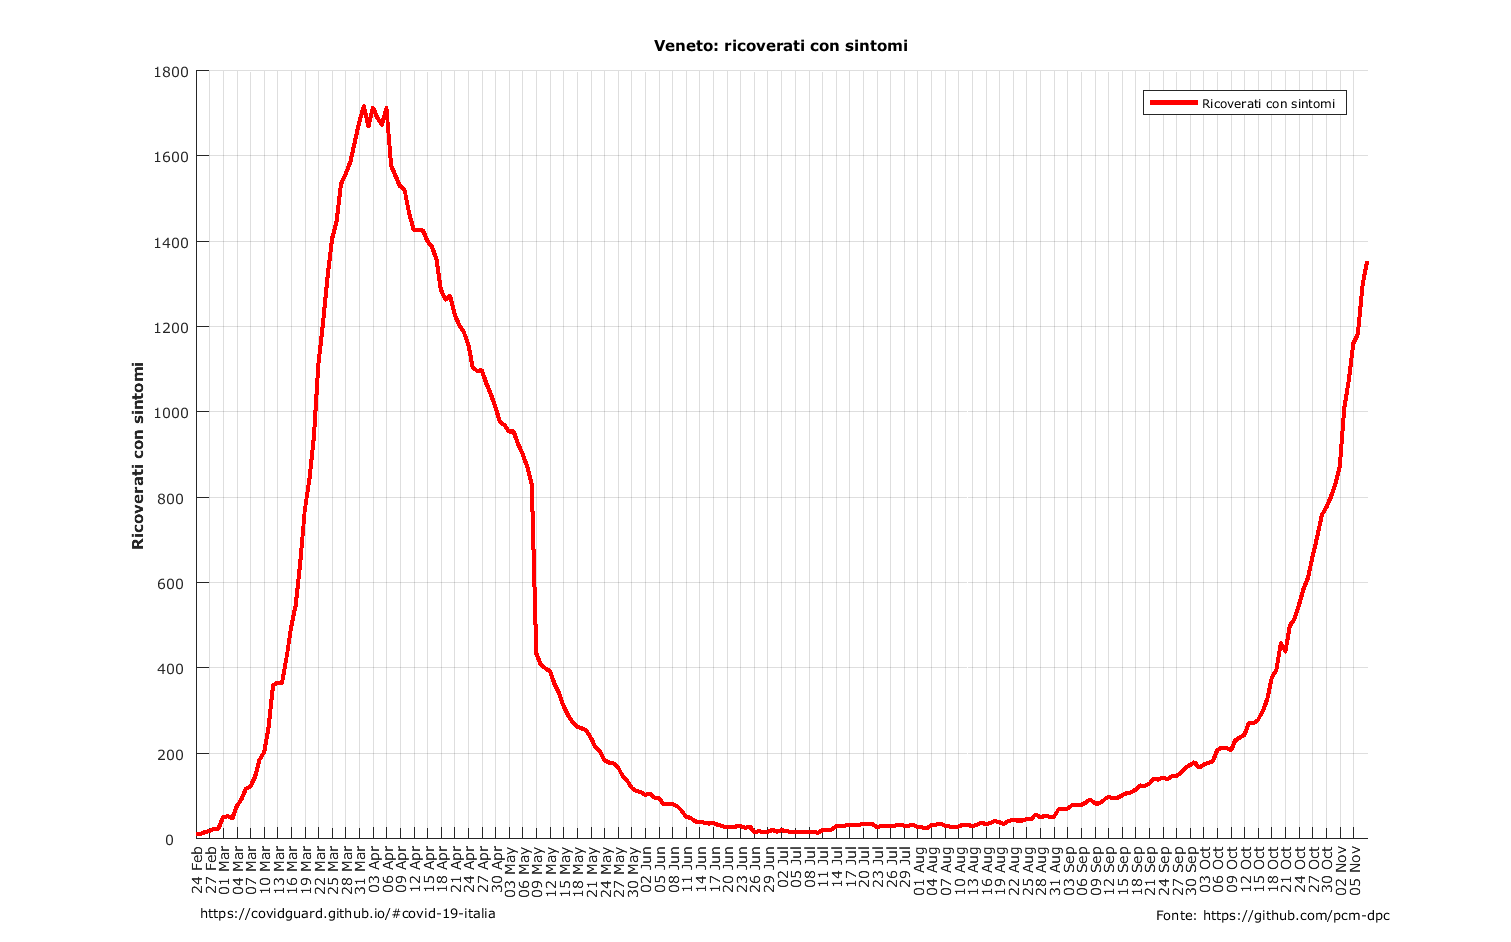 Veneto: ricoverati con sintomi
Ricoverati con sintomi
Ricoverati con sintomi
1800
1600
1400
1200
1000
800
600
400
200
0
24 Feb
27 Feb
01 Mar
04 Mar
07 Mar
10 Mar
13 Mar
16 Mar
19 Mar
22 Mar
25 Mar
28 Mar
31 Mar
03 Apr
06 Apr
09 Apr
12 Apr
15 Apr
18 Apr
21 Apr
24 Apr
27 Apr
30 Apr
03 May
06 May
09 May
12 May
15 May
18 May
21 May
24 May
27 May
30 May
02 Jun
05 Jun
08 Jun
11 Jun
14 Jun
17 Jun
20 Jun
23 Jun
26 Jun
29 Jun
02 Jul
05 Jul
08 Jul
11 Jul
14 Jul
17 Jul
20 Jul
23 Jul
26 Jul
29 Jul
01 Aug
04 Aug
07 Aug
10 Aug
13 Aug
16 Aug
19 Aug
22 Aug
25 Aug
28 Aug
31 Aug
03 Sep
06 Sep
09 Sep
12 Sep
15 Sep
18 Sep
21 Sep
24 Sep
27 Sep
30 Sep
03 Oct
06 Oct
09 Oct
12 Oct
15 Oct
18 Oct
21 Oct
24 Oct
27 Oct
30 Oct
02 Nov
05 Nov
https://covidguard.github.io/#covid-19-italia
Fonte: https://github.com/pcm-dpc